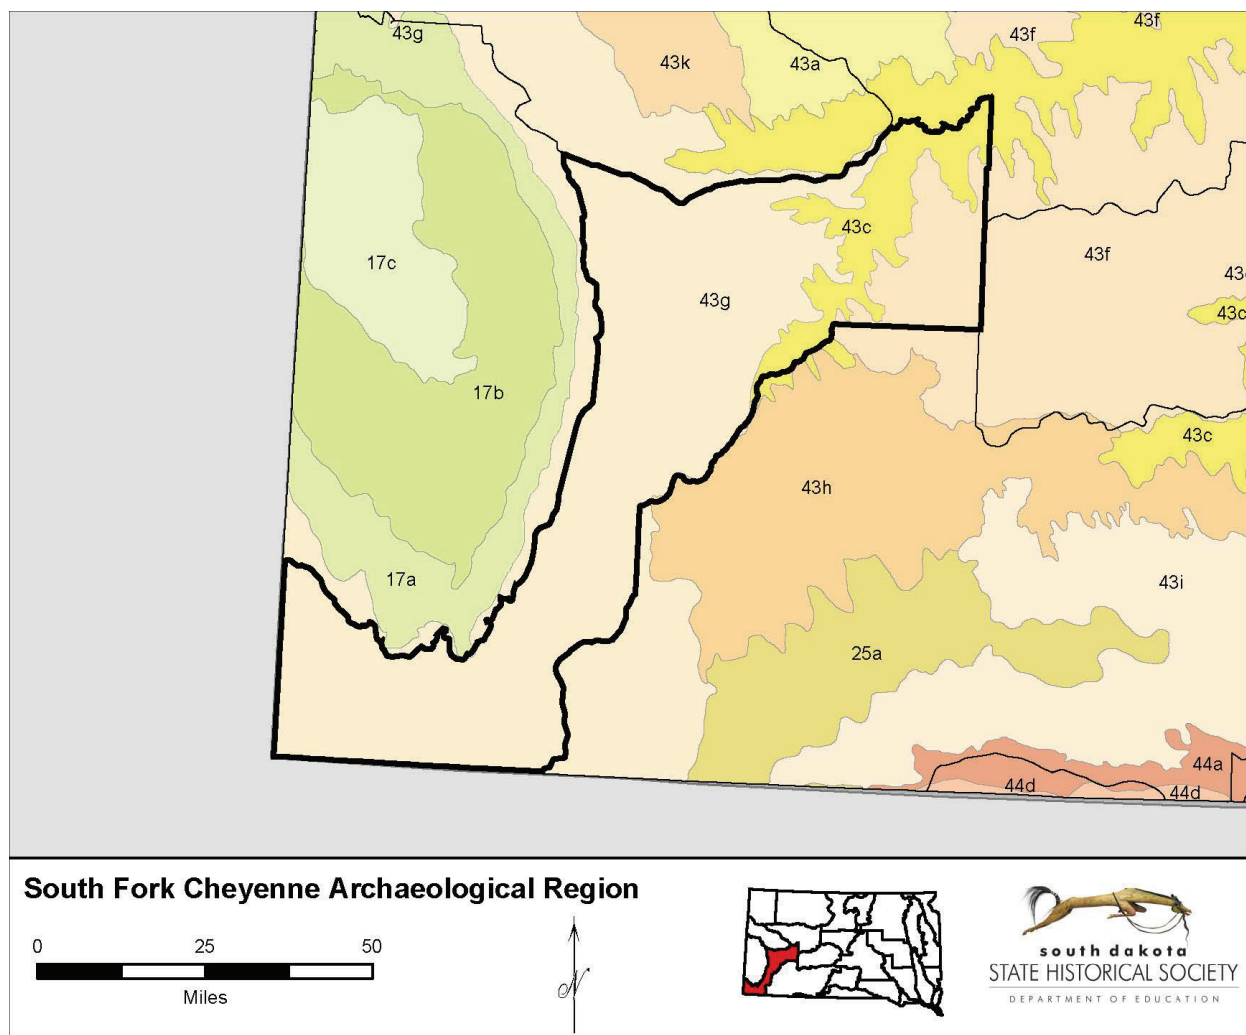 43g
43f
43f
43k
43a
43c
17c
43f
43g
43c
17b
43c
43h
17a
43i
25a
44a
44d
44d
South Fork Cheyenne Archaeological Region
0 25 50
Miles
N
south dakota
STATE HISTORICAL SOCIETY
DEPARTMENT OF EDUCATION